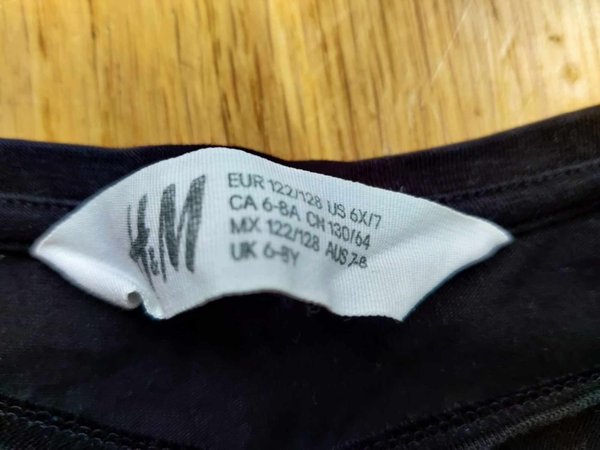 H&M
EUR 122/128 US 6X/7
CA 6-8A CH 130/64
MX 122/128 AUS 7-8
UK 6-8Y